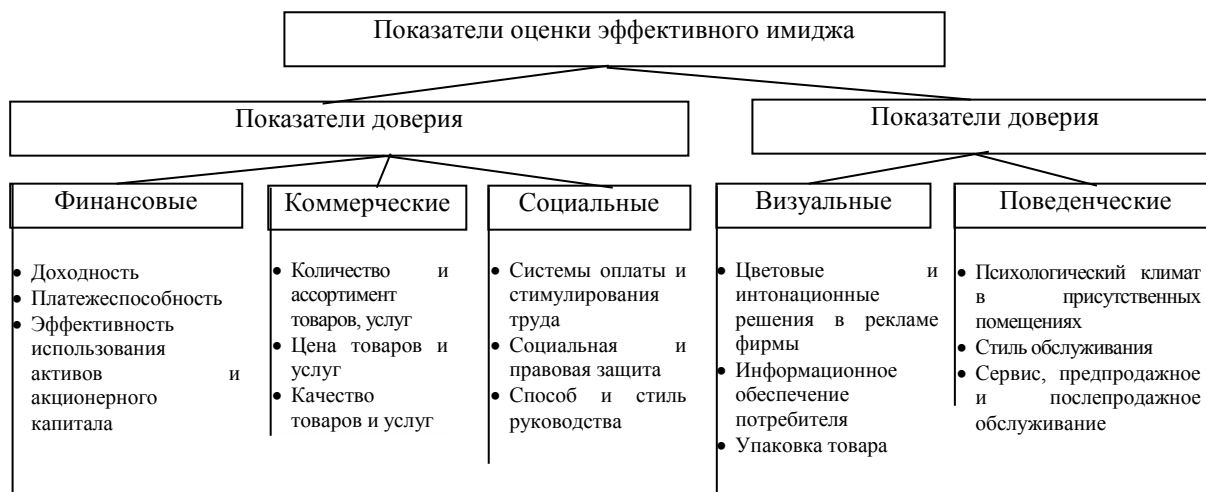 Показатели оценки эффективного имиджа
Показатели доверия
Показатели доверия
Финансовые
Коммерческие
Социальные
Визуальные
Поведенческие
• Доходность
• Платежеспособность
• Эффективность
использования
активов и
акционерного
капитала
• Количество и
ассортимент
товаров, услуг
• Цена товаров и
услуг
• Качество
товаров и услуг
• Системы оплаты и
стимулирования
труда
• Социальная и
правовая защита
• Способ и стиль
руководства
• Цветовые и
интонационные
решения в рекламе
фирмы
• Информационное
обеспечение
потребителя
• Упаковка товара
• Психологический климат
в присутственных
помещениях
• Стиль обслуживания
• Сервис, предпродажное
и послепродажное
обслуживание